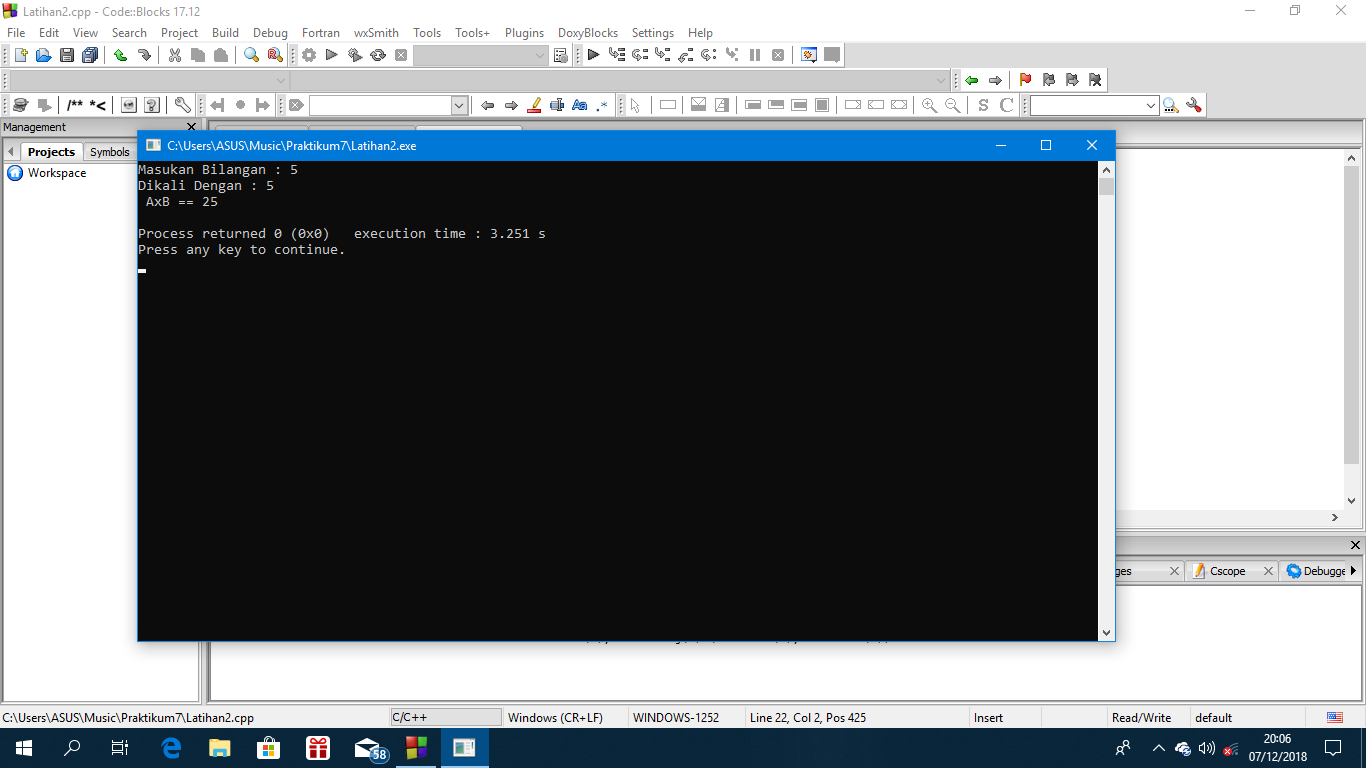 Latihan2.cpp - Code::Blocks 17.12
File Edit View Search Project Build Debug Fortran wxSmith Tools Tools+ Plugins DoxyBlocks Settings Help
/** *<
Aa .*
S C
Management
Projects Symbols
Workspace
C:\Users\ASUS\Music\Praktikum7\Latihan2.exe
Masukan Bilangan : 5
Dikali Dengan : 5
AxB == 25
Process returned 0 (0x0) execution time : 3.251 s
Press any key to continue.
ges Cscope Debugge
C:\Users\ASUS\Music\Praktikum7\Latihan2.cpp C/C++ Windows (CR+LF) WINDOWS-1252 Line 22, Col 2, Pos 425 Insert Read/Write default
58
20:06
07/12/2018